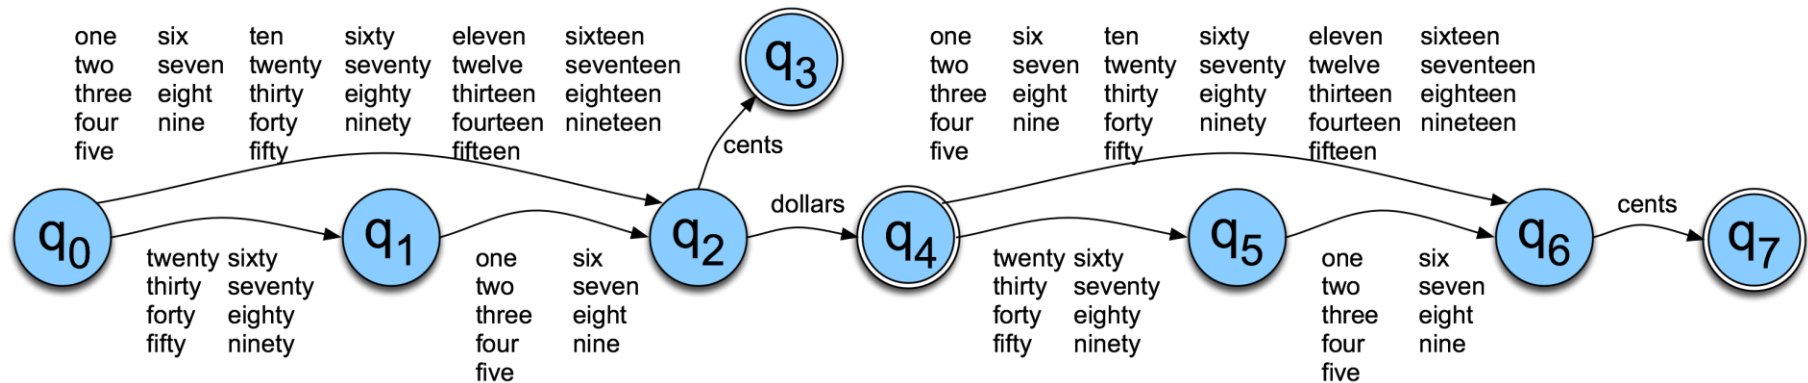 one six ten sixty eleven sixteen
two seven twenty seventy twelve seventeen
three eight thirty eighty thirteen eighteen
four nine forty ninety fourteen nineteen
five fifty fifteen
q3
cents
one six ten sixty eleven sixteen
two seven twenty seventy twelve seventeen
three eight thirty eighty thirteen eighteen
four nine forty ninety fourteen nineteen
five fifty fifteen
q0
q1
q2
dollars
q4
q5
q6
cents
q7
twenty sixty
thirty seventy
forty eighty
fifty ninety
one six
two seven
three eight
four nine
five
twenty sixty
thirty seventy
forty eighty
fifty ninety
one six
two seven
three eight
four nine
five